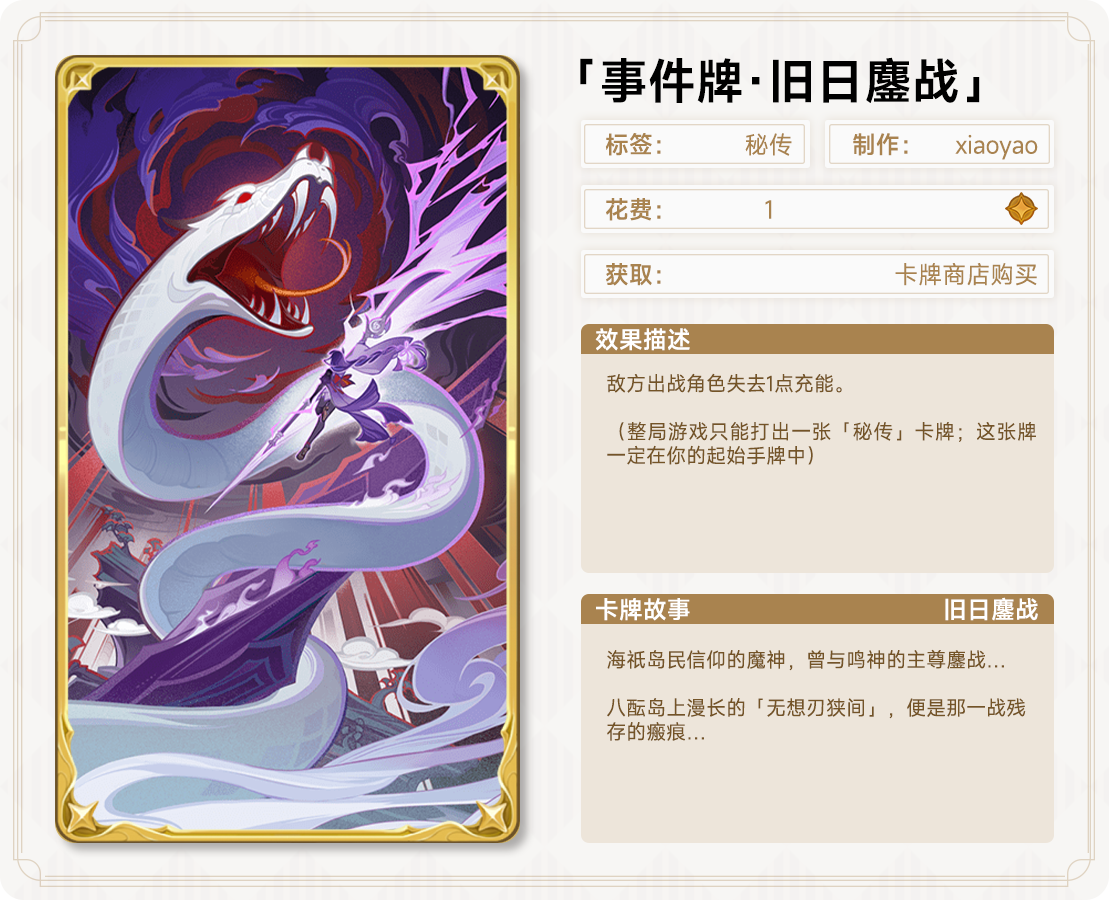 「事件牌·旧日鏖战」
标签： 秘传 制作： xiaoyao
花费： 1
获取： 卡牌商店购买
效果描述
敌方出战角色失去1点充能。
（整局游戏只能打出一张「秘传」卡牌；这张牌
一定在你的起始手牌中）
卡牌故事 旧日鏖战
海祇岛民信仰的魔神，曾与鸣神的主尊鏖战…
八酝岛上漫长的「无想刃狭间」，便是那一战残
存的瘢痕…